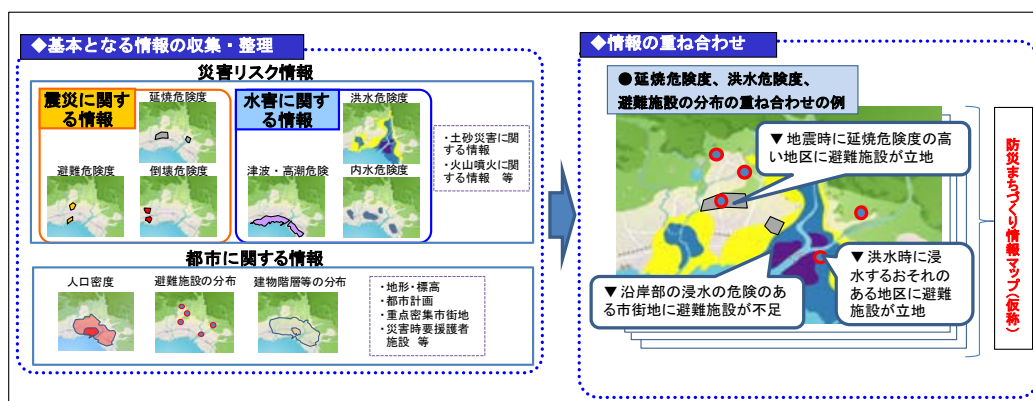 ◆基本となる情報の収集・整理
災害リスク情報
震災に関す
る情報
延焼危険度
避難危険度
倒壊危険度
水害に関す
る情報
洪水危険度
津波・高潮危険
内水危険度
・土砂災害に関
する情報
・火山噴火に関
する情報 等
都市に関する情報
人口密度
避難施設の分布
建物階層等の分布
・地形・標高
・都市計画
・重点密集市街地
・災害時要援護者
施設 等
◆情報の重ね合わせ
●延焼危険度、洪水危険度、
避難施設の分布の重ね合わせの例
▼地震時に延焼危険度の高
い地区に避難施設が立地
▼沿岸部の浸水の危険のあ
る市街地に避難施設が不足
▼洪水時に浸
水するおそれの
ある地区に避難
施設が立地
防災まちづくり情報マップ(仮称)